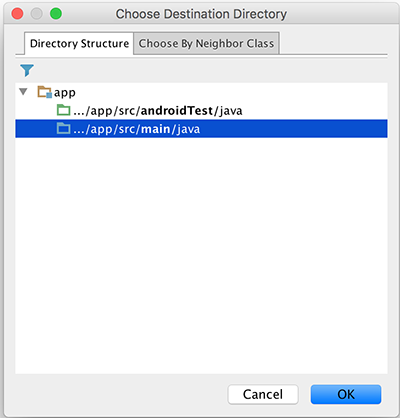 Choose Destination Directory
Directory Structure Choose By Neighbor Class
app
.../app/src/androidTest/java
.../app/src/main/java
Cancel OK